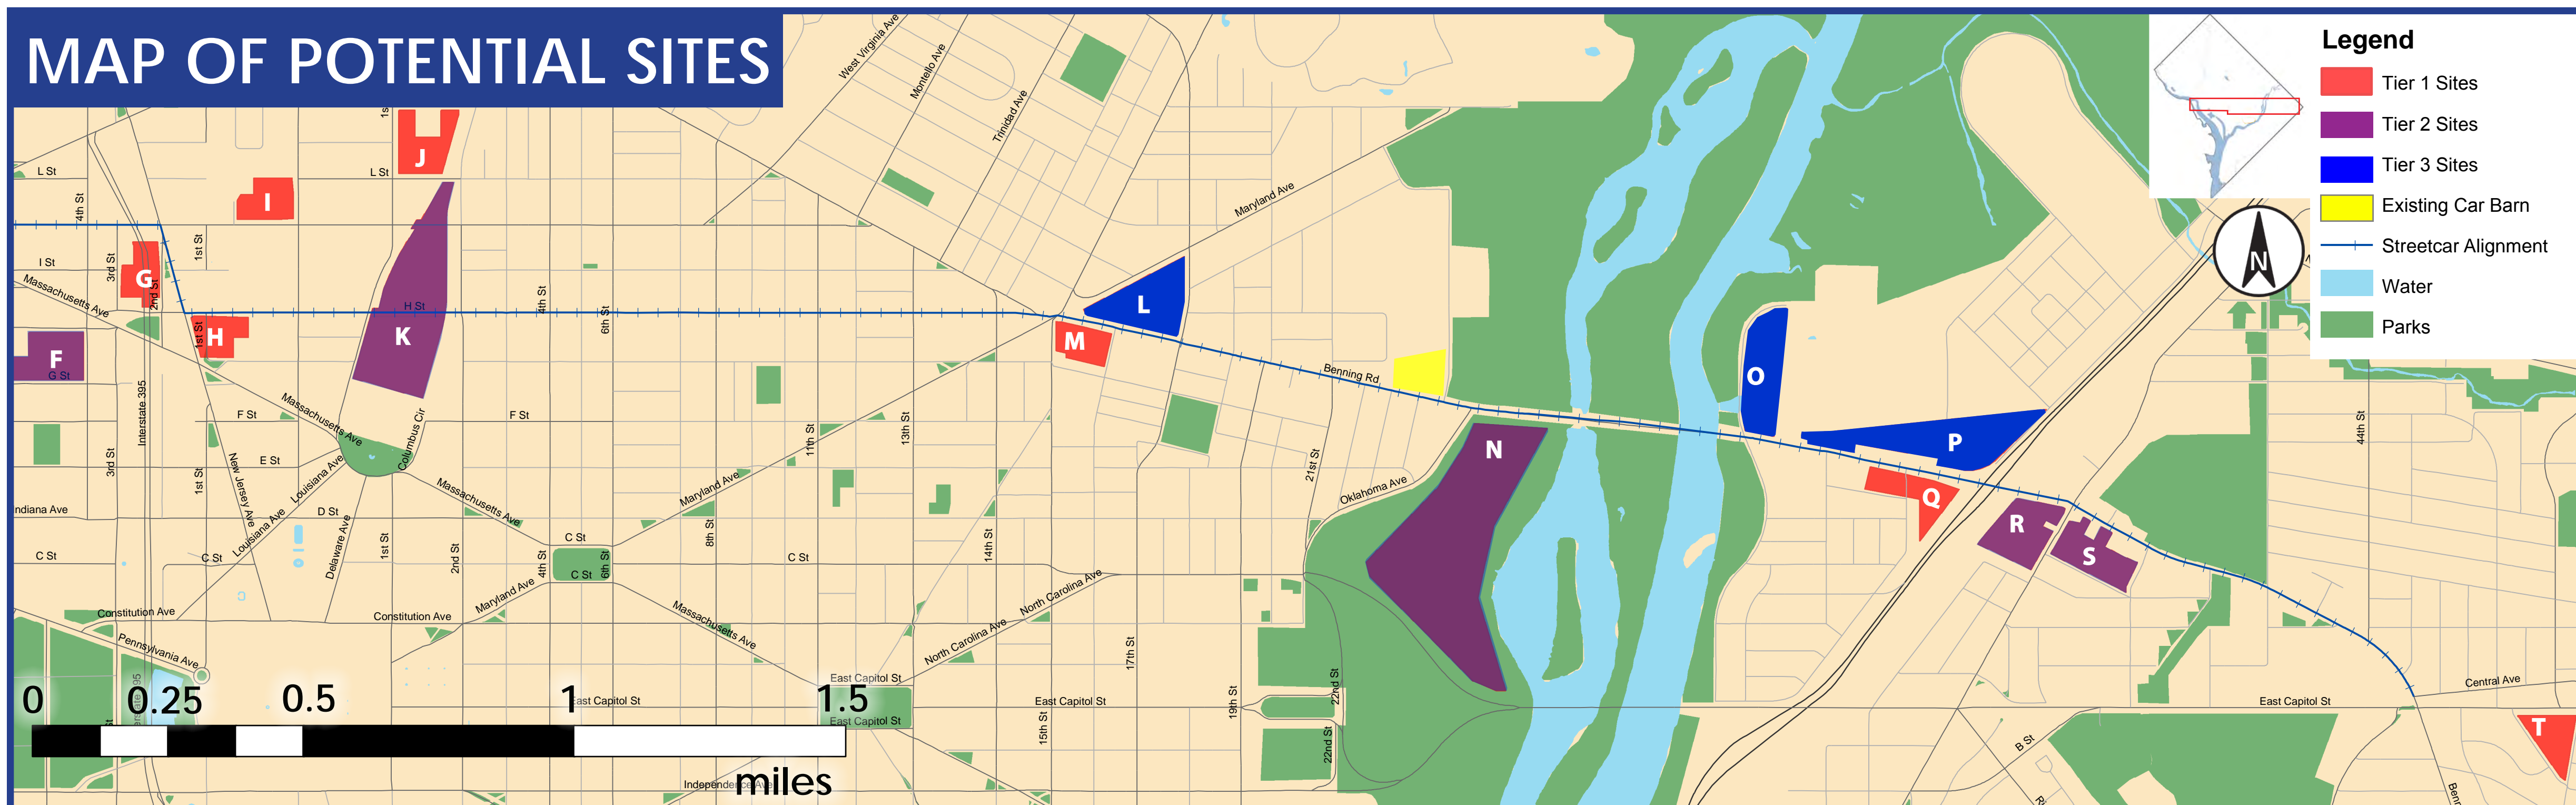 MAP OF POTENTIAL SITES
Legend
Tier 1 Sites
Tier 2 Sites
Tier 3 Sites
Existing Car Barn
Streetcar Alignment
Water
Parks
N
West Virginia Ave
Montello Ave
Trinidad Ave
Maryland Ave
J
L St
L St
4th St
I
1st St
I St
3rd St
G
2nd St
Massachusetts Ave
H St
4th St
6th St
L
H
1st St
K
M
F
G St
Benning Rd
O
Interstate 395
Massachusetts Ave
F St
F St
Columbus Cir
11th St
13th St
N
P
44th St
3rd St
1st St
E St
New Jersey Ave
Louisiana Ave
Massachusetts Ave
Maryland Ave
21st St
Oklahoma Ave
Q
ndiana Ave
D St
Louisiana Ave
Delaware Ave
1st St
2nd St
8th St
14th St
R
C St
C St
C St
4th St
6th St
C St
C St
S
Constitution Ave
Constitution Ave
Maryland Ave
Massachusetts Ave
North Carolina Ave
North Carolina Ave
Pennsylvania Ave
17th St
East Capitol St
22nd St
Central Ave
0
0.25
0.5
1
1.5
East Capitol St
East Capitol St
19th St
East Capitol St
East Capitol St
15th St
22nd St
B St
T
miles
Independence Ave